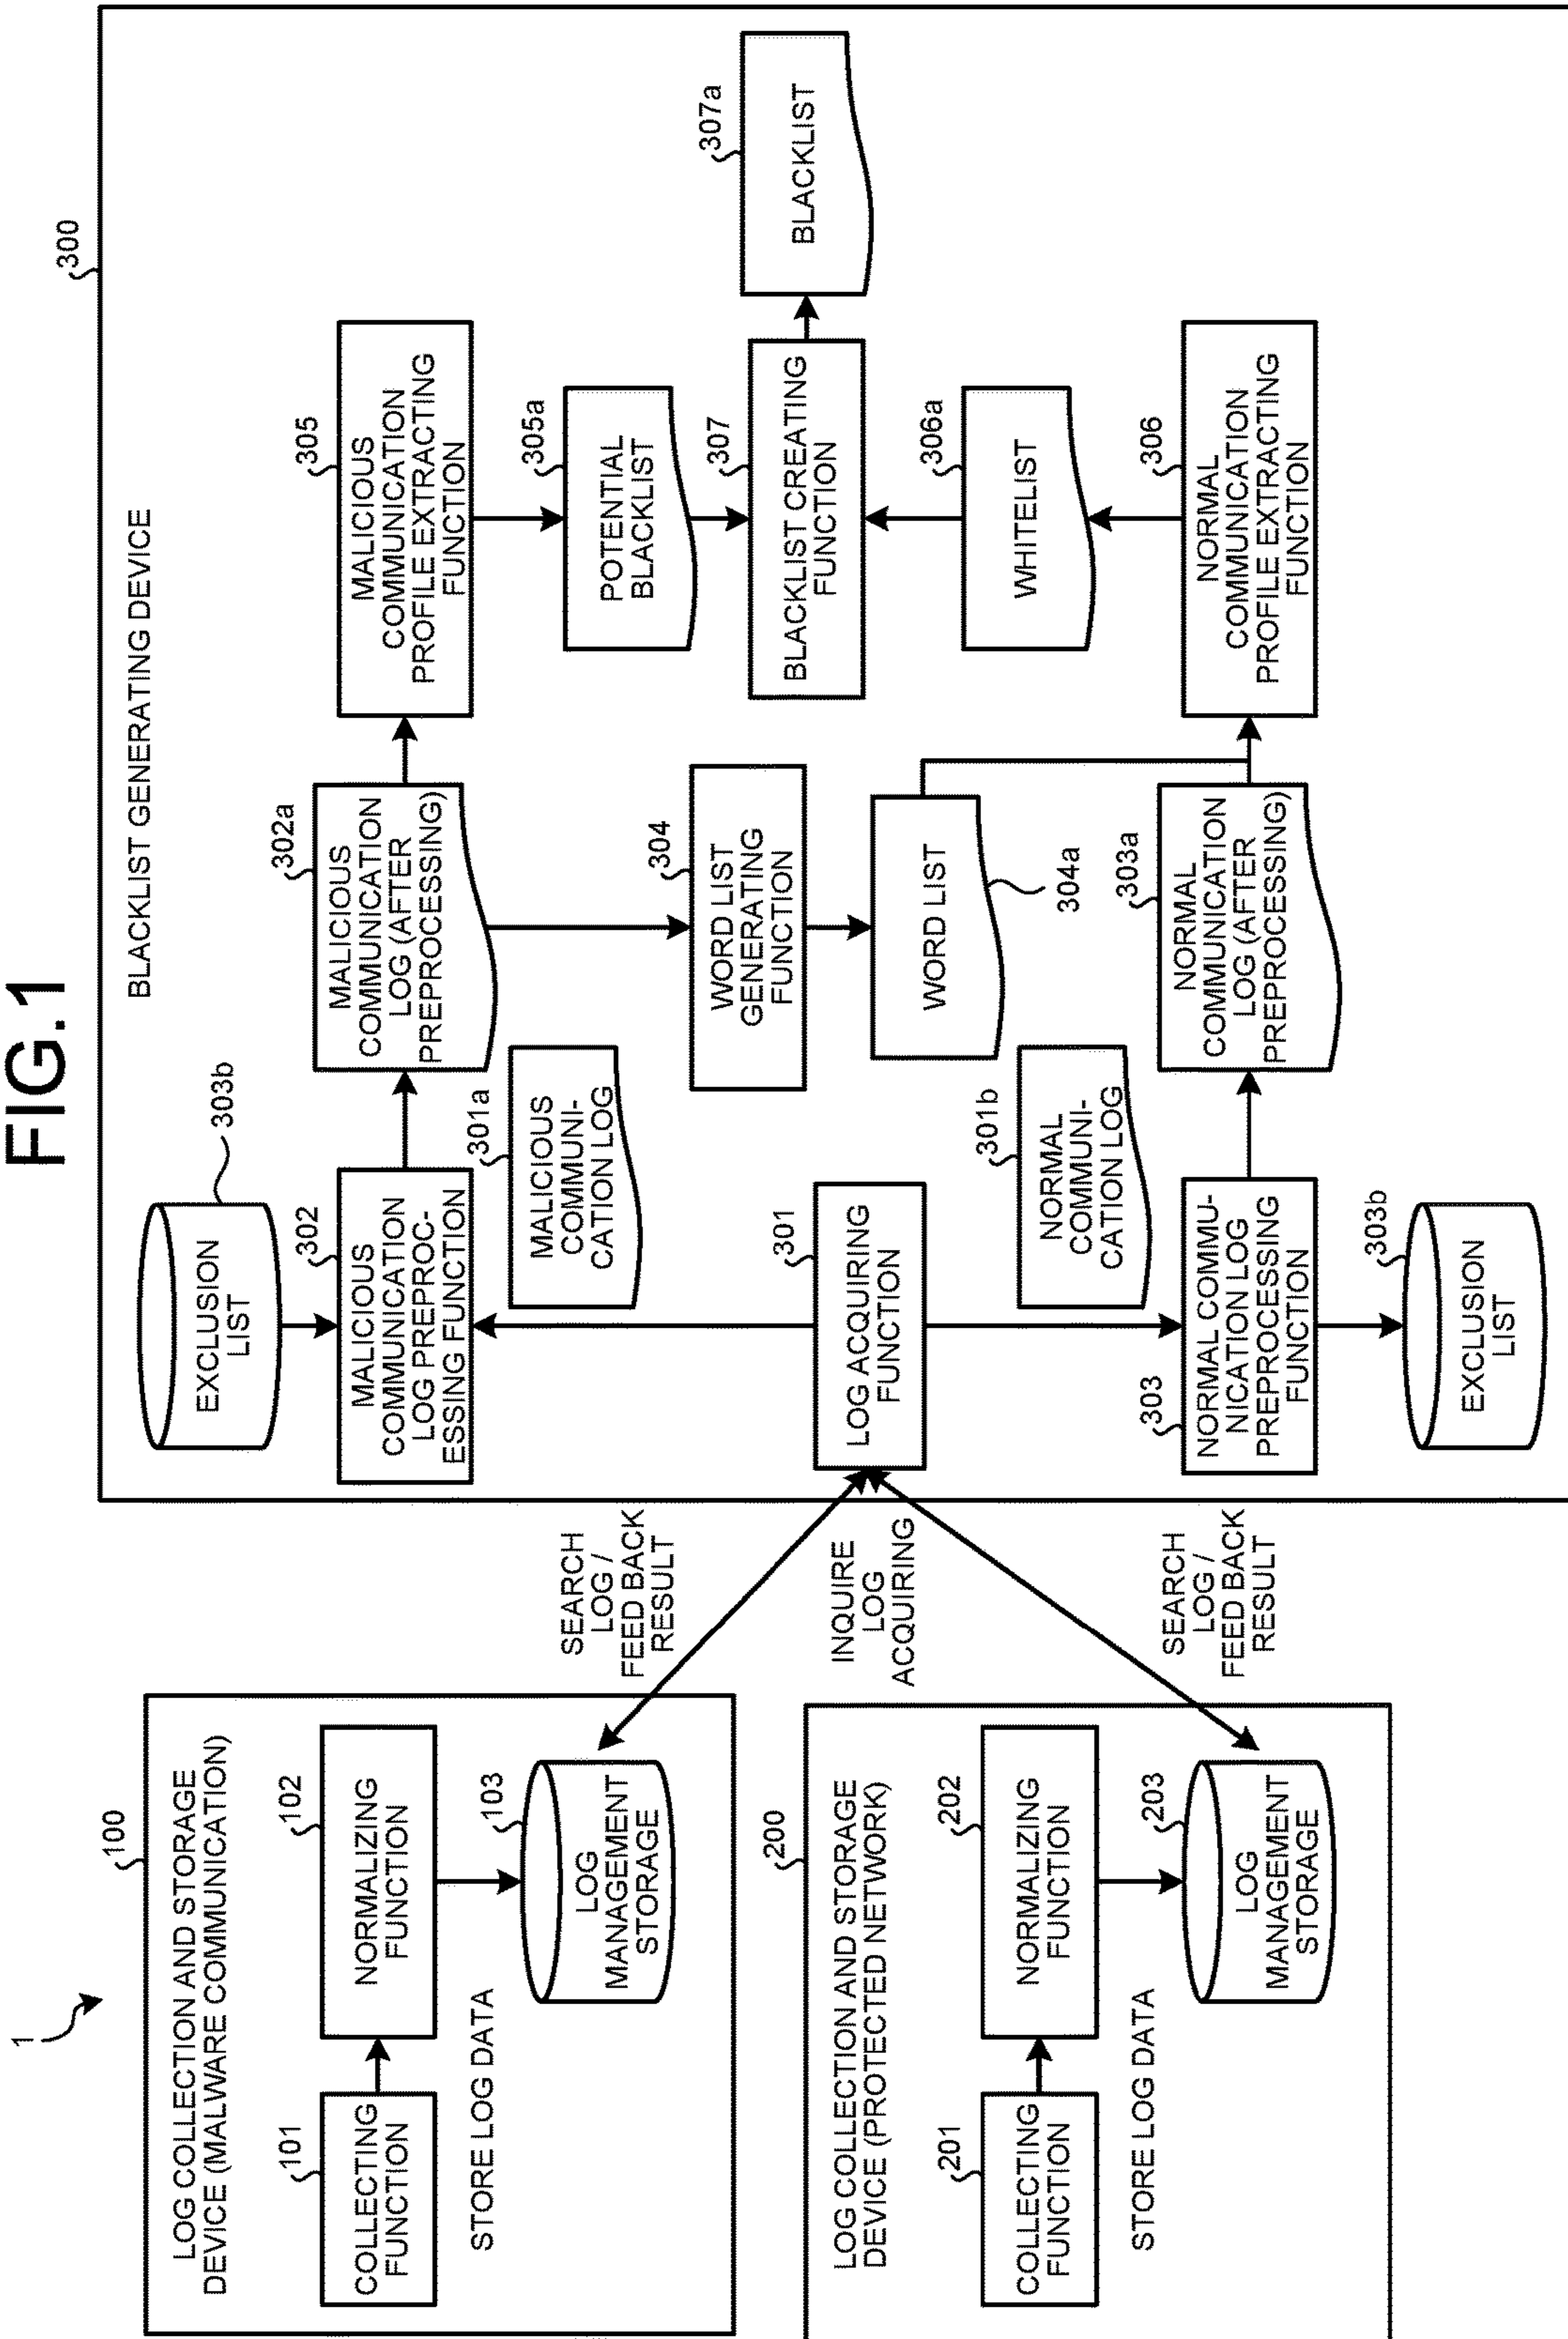 FIG.1
1
100
LOG COLLECTION AND STORAGE
DEVICE (MALWARE COMMUNICATION)
101
COLLECTING
FUNCTION
102
NORMALIZING
FUNCTION
STORE LOG DATA
103
LOG
MANAGEMENT
STORAGE
200
LOG COLLECTION AND STORAGE
DEVICE (PROTECTED NETWORK)
201
COLLECTING
FUNCTION
202
NORMALIZING
FUNCTION
STORE LOG DATA
203
LOG
MANAGEMENT
STORAGE
SEARCH
LOG /
FEED BACK
RESULT
INQUIRE
LOG
ACQUIRING
SEARCH
LOG /
FEED BACK
RESULT
300
BLACKLIST GENERATING DEVICE
EXCLUSION
LIST
303b
302
MALICIOUS
COMMUNICATION
LOG PREPROC-
ESSING FUNCTION
301a
MALICIOUS
COMMUNI-
CATION LOG
301
LOG ACQUIRING
FUNCTION
301b
NORMAL
COMMUNI-
CATION LOG
303
NORMAL COMMU-
NICATION LOG
PREPROCESSING
FUNCTION
303b
EXCLUSION
LIST
302a
MALICIOUS
COMMUNICATION
LOG (AFTER
PREPROCESSING)
304
WORD LIST
GENERATING
FUNCTION
WORD LIST
304a
303a
NORMAL
COMMUNICATION
LOG (AFTER
PREPROCESSING)
305
MALICIOUS
COMMUNICATION
PROFILE EXTRACTING
FUNCTION
305a
POTENTIAL
BLACKLIST
307
BLACKLIST CREATING
FUNCTION
306a
WHITELIST
306
NORMAL
COMMUNICATION
PROFILE EXTRACTING
FUNCTION
307a
BLACKLIST